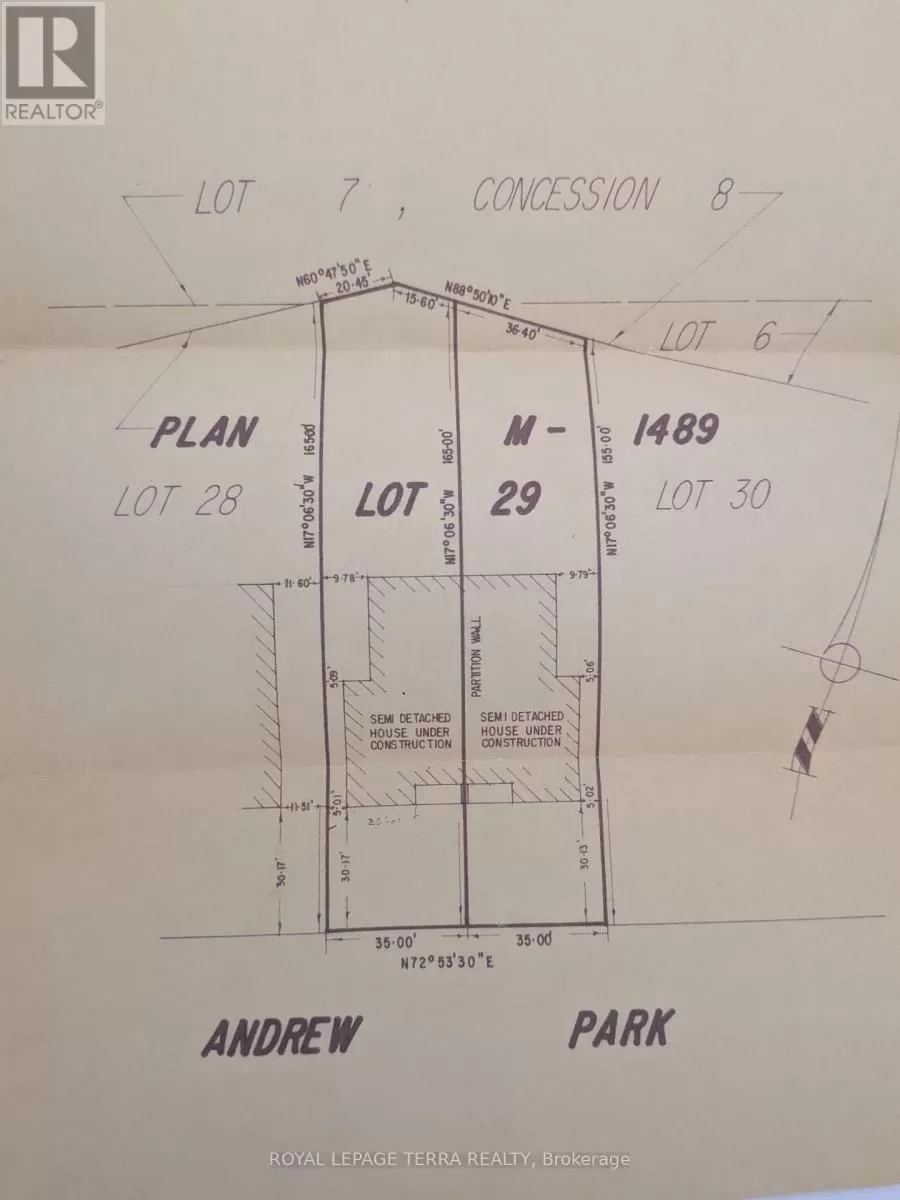 REALTOR®
LOT 7, CONCESSION 8
N60°47'50"E
20·45'
15·60'
N88°50'10"E
36·40'
LOT 6
PLAN M- 1489
LOT 28
LOT 29
LOT 30
N17°06'30"W 165·00'
N17°06'30"W 165·00'
N17°06'30"W 155·00'
11·60'
9·78'
9·79'
PARTITION WALL
5·09'
5·06'
SEMI DETACHED
HOUSE UNDER
CONSTRUCTION
SEMI DETACHED
HOUSE UNDER
CONSTRUCTION
11·51'
5·01'
5·02'
30·17'
30·17'
30·13'
35·00'
35·00'
N72°53'30"E
ANDREW PARK
ROYAL LEPAGE TERRA REALTY, Brokerage